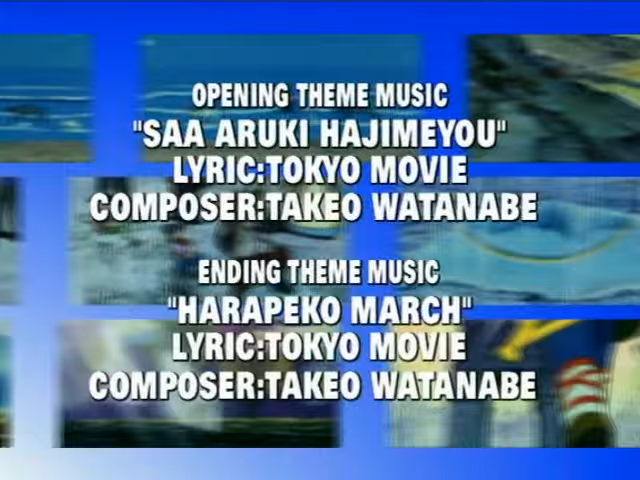 OPENING THEME MUSIC
"SAA ARUKI HAJIMEYOU"
LYRIC:TOKYO MOVIE
COMPOSER:TAKEO WATANABE
ENDING THEME MUSIC
"HARAPEKO MARCH"
LYRIC:TOKYO MOVIE
COMPOSER:TAKEO WATANABE